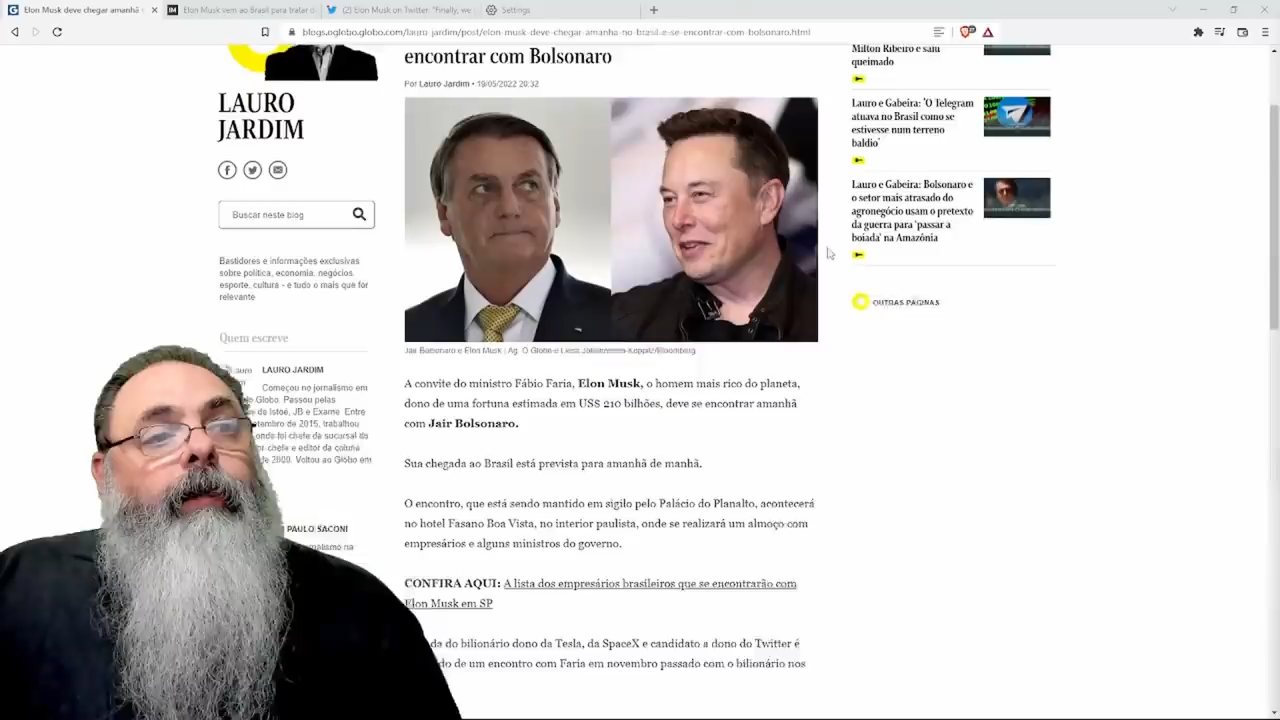 Elon Musk deve chegar amanhã
Elon Musk vem ao Brasil para tratar d
(2) Elon Musk on Twitter: "Finally, we
Settings
blogs.oglobo.globo.com/lauro-jardim/post/elon-musk-deve-chegar-amanha-no-brasil-e-se-encontrar-com-bolsonaro.html
encontrar com Bolsonaro
Por Lauro Jardim • 19/05/2022 20:32
LAURO
JARDIM
Buscar neste blog
Bastidores e informações exclusivas
sobre política, economia, negócios,
esporte, cultura - e tudo o mais que for
relevante
Quem escreve
LAURO JARDIM
Começou no jornalismo em
Globo. Passou pelas
de Istoé, JB e Exame. Entre
tembro de 2015, trabalhou
onde foi chefe da sucursal do
chefe e editor da coluna
Voltou ao Globo em
PAULO SACONI
nalismo na
Jair Bolsonaro e Elon Musk | Ag. O Globo e
A convite do ministro Fábio Faria, Elon Musk, o homem mais rico do planeta,
dono de uma fortuna estimada em US$ 210 bilhões, deve se encontrar amanhã
com Jair Bolsonaro.
Sua chegada ao Brasil está prevista para amanhã de manhã.
O encontro, que está sendo mantido em sigilo pelo Palácio do Planalto, acontecerá
no hotel Fasano Boa Vista, no interior paulista, onde se realizará um almoço com
empresários e alguns ministros do governo.
CONFIRA AQUI: A lista dos empresários brasileiros que se encontrarão com
Elon Musk em SP
da do bilionário dono da Tesla, da SpaceX e candidato a dono do Twitter é
do de um encontro com Faria em novembro passado com o bilionário nos
Milton Ribeiro e saiu
queimado
Lauro e Gabeira: 'O Telegram
atuava no Brasil como se
estivesse num terreno
baldio'
Lauro e Gabeira: Bolsonaro e
o setor mais atrasado do
agronegócio usam o pretexto
da guerra para 'passar a
boiada' na Amazônia
OUTRAS PÁGINAS